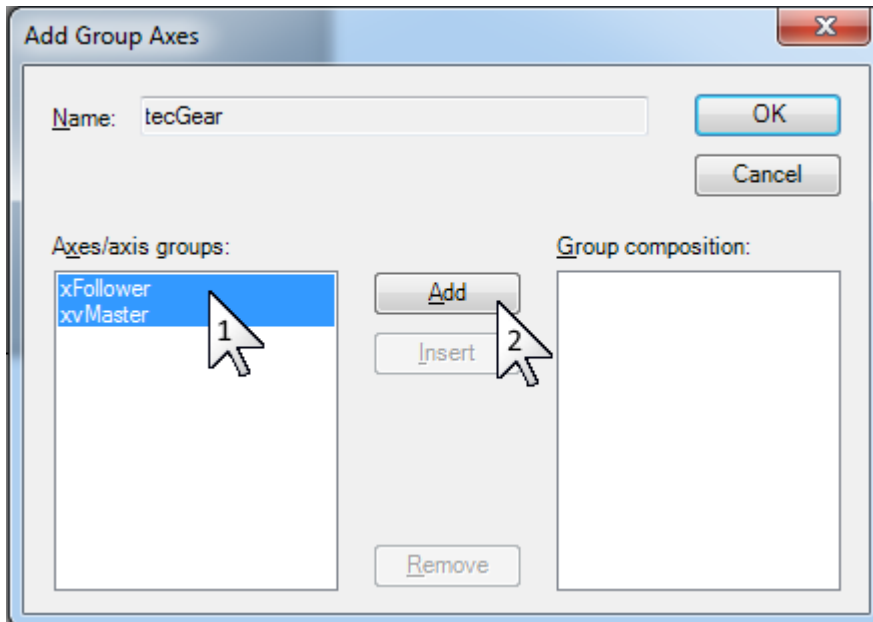 Add Group Axes
Name: tecGear
OK
Cancel
Axes/axis groups:
Group composition:
xFollower
xvMaster
1
Add
2
Insert
Remove